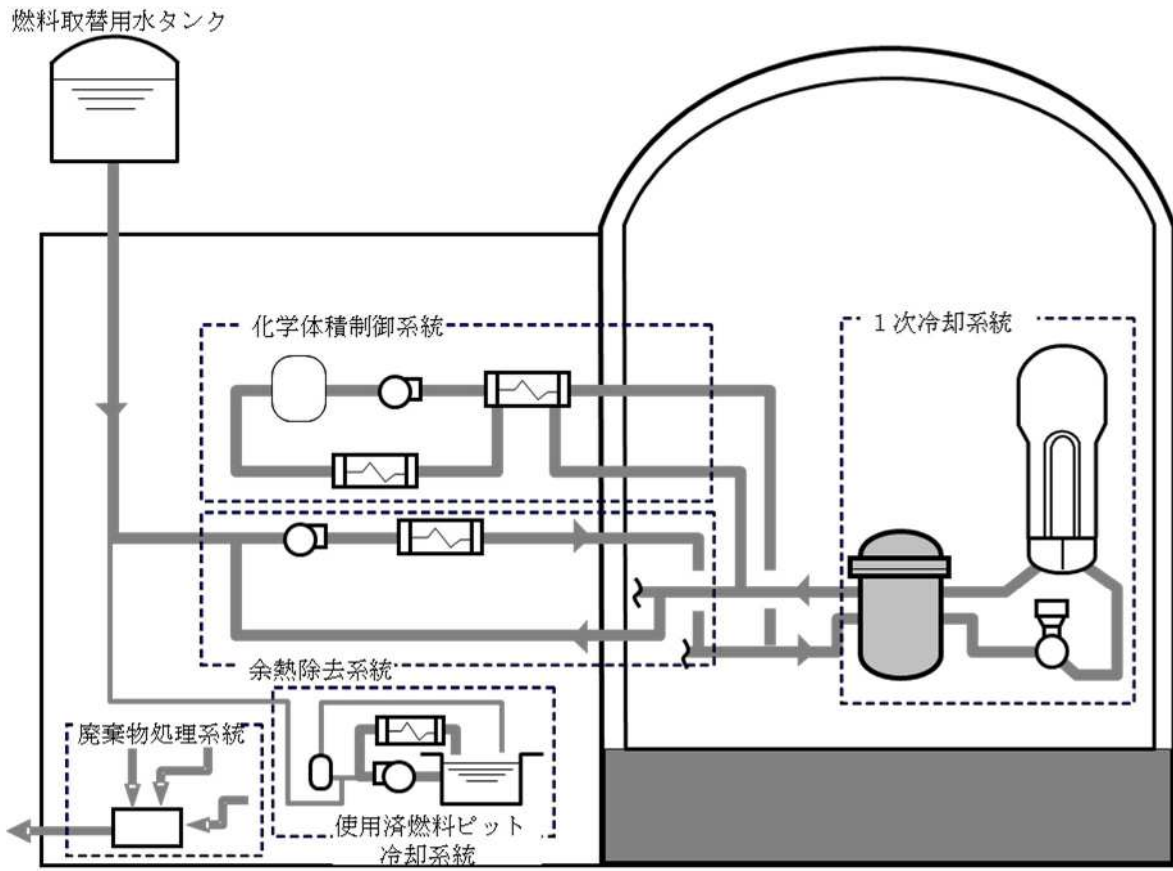 燃料取替用水タンク
化学体積制御系統
1次冷却系統
余熱除去系統
廃棄物処理系統
使用済燃料ピット
冷却系統